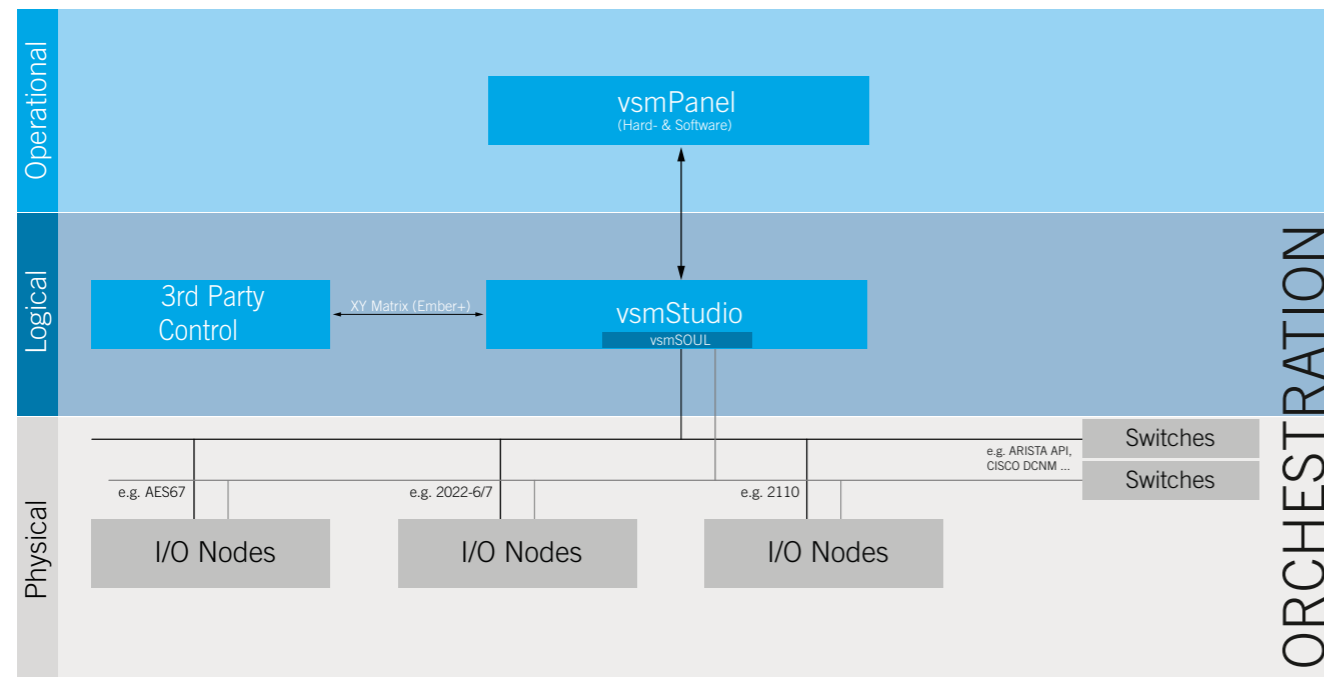 Operational
vsmPanel
(Hard- & Software)
Logical
3rd Party
Control
XY Matrix (Ember+)
vsmStudio
vsmSOUL
ORCHESTRATION
Physical
Switches
e.g. ARISTA API,
CISCO DCNM ...
Switches
e.g. AES67
e.g. 2022-6/7
e.g. 2110
I/O Nodes
I/O Nodes
I/O Nodes